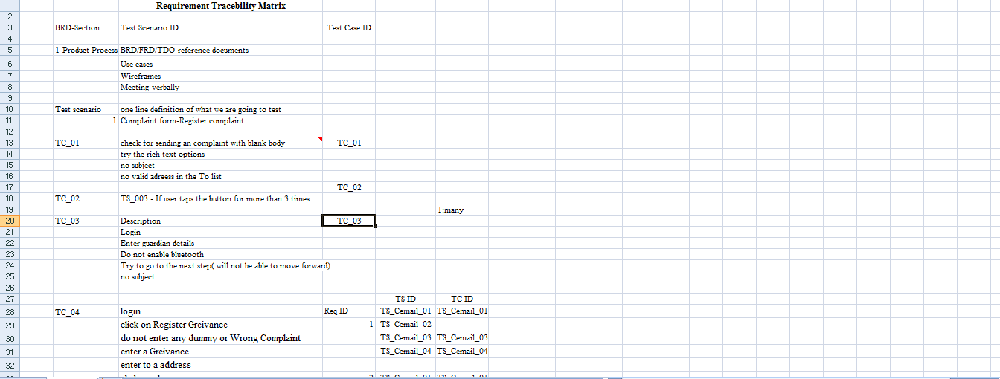 1 Requirement Tracebility Matrix
2
3 BRD-Section Test Scenario ID Test Case ID
4
5 1-Product Process BRD/FRD/TDO-reference documents
6 Use cases
7 Wireframes
8 Meeting-verbally
9
10 Test scenario one line definition of what we are going to test
11 1 Complaint form-Register complaint
12
13 TC_01 check for sending an complaint with blank body TC_01
14 try the rich text options
15 no subject
16 no valid adreess in the To list
17 TC_02
18 TC_02 TS_003 - If user taps the button for more than 3 times
19 1:many
20 TC_03 Description TC_03
21 Login
22 Enter guardian details
23 Do not enable bluetooth
24 Try to go to the next step( will not be able to move forward)
25 no subject
26
27 TS ID TC ID
28 TC_04 login Req ID TS_Cemail_01 TS_Cemail_01
29 click on Register Greivance 1 TS_Cemail_02
30 do not enter any dummy or Wrong Complaint TS_Cemail_03 TS_Cemail_03
31 enter a Greivance TS_Cemail_04 TS_Cemail_04
32 enter to a address